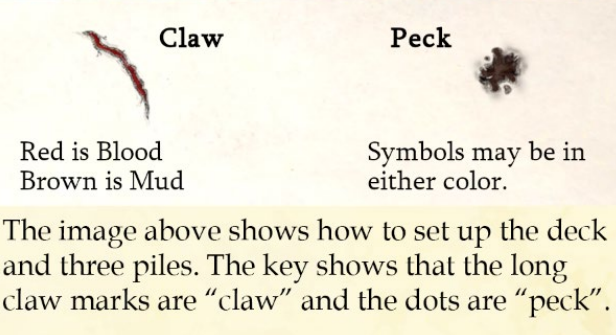 Claw
Peck
Red is Blood
Brown is Mud
Symbols may be in
either color.
The image above shows how to set up the deck
and three piles. The key shows that the long
claw marks are “claw” and the dots are “peck”.